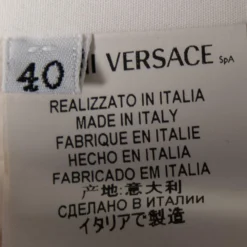 40
VERSACE SpA
REALIZZATO IN ITALIA
MADE IN ITALY
FABRIQUE EN ITALIE
HECHO EN ITALIA
FABRICADO EM ITALIA
产地:意大利
СДЕЛАНО В ИТАЛИИ
イタリアで製造